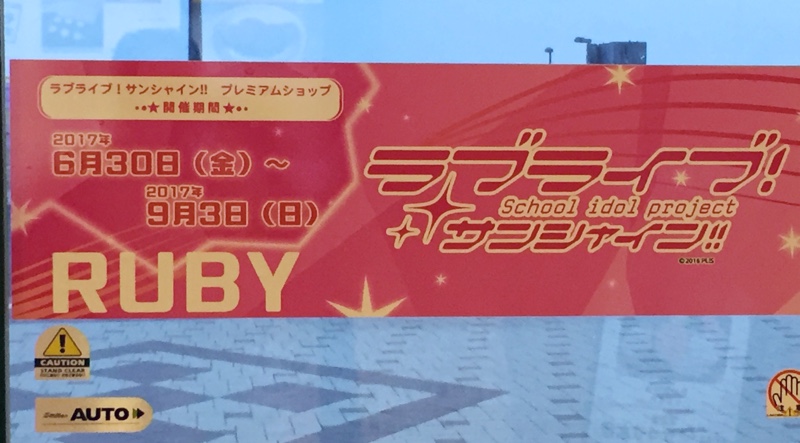 ラブライブ！サンシャイン!! プレミアムショップ
••★開催期間★••
2017年
6月30日（金）～
2017年
9月3日（日）
RUBY
ラブライブ!
School idol project
サンシャイン!!
CAUTION
STAND CLEAR
AUTO